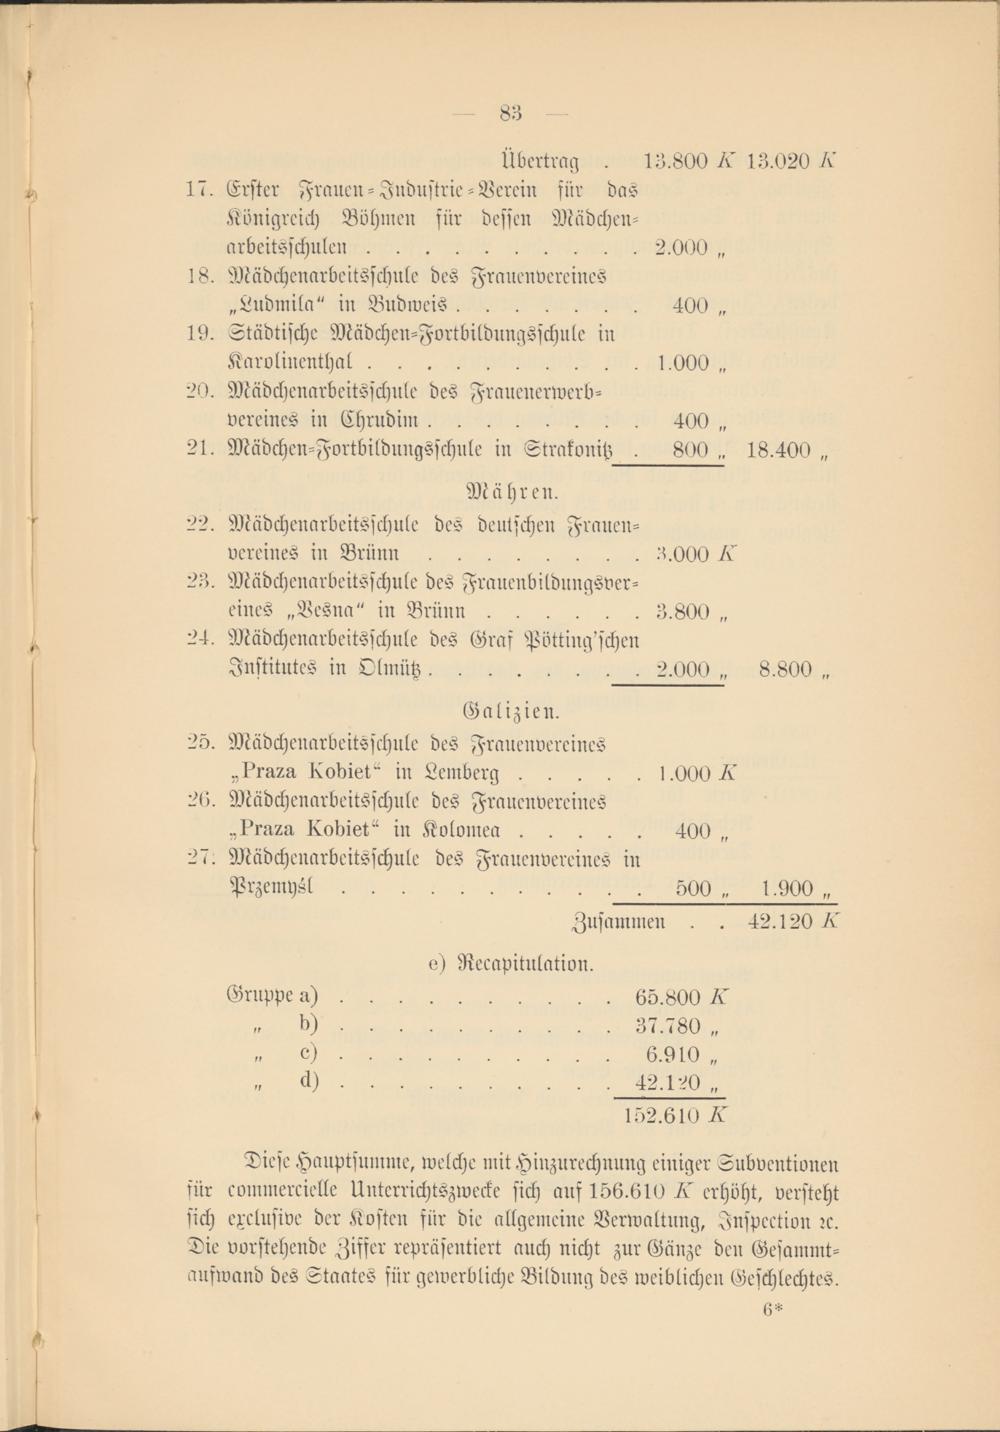 — 83 —
Übertrag . 13.800 K 13.020 K
17. Erster Frauen=Industrie=Verein für das
Königreich Böhmen für dessen Mädchen=
arbeitsschulen . . . . . . . . . . 2.000 „
18. Mädchenarbeitsschule des Frauenvereines
„Ludmila“ in Budweis . . . . . . . 400 „
19. Städtische Mädchen=Fortbildungsschule in
Karolinenthal . . . . . . . . . . 1.000 „
20. Mädchenarbeitsschule des Frauenerwerb=
vereines in Chrudim . . . . . . . . 400 „
21. Mädchen=Fortbildungsschule in Strakonitz . 800 „ 18.400 „
Mähren.
22. Mädchenarbeitsschule des deutschen Frauen=
vereines in Brünn . . . . . . . . 3.000 K
23. Mädchenarbeitsschule des Frauenbildungsver=
eines „Vesna“ in Brünn . . . . . . 3.800 „
24. Mädchenarbeitsschule des Graf Pötting'schen
Institutes in Olmütz . . . . . . . . 2.000 „ 8.800 „
Galizien.
25. Mädchenarbeitsschule des Frauenvereines
„Praza Kobiet“ in Lemberg . . . . . 1.000 K
26. Mädchenarbeitsschule des Frauenvereines
„Praza Kobiet“ in Kolomea . . . . . 400 „
27. Mädchenarbeitsschule des Frauenvereines in
Przemyśl . . . . . . . . . . . 500 „ 1.900 „
Zusammen . . 42.120 K
e) Recapitulation.
Gruppe a) . . . . . . . . . . 65.800 K
„ b) . . . . . . . . . . 37.780 „
„ c) . . . . . . . . . . 6.910 „
„ d) . . . . . . . . . . 42.120 „
152.610 K
Diese Hauptsumme, welche mit Hinzurechnung einiger Subventionen
für commercielle Unterrichtszwecke sich auf 156.610 K erhöht, versteht
sich exclusive der Kosten für die allgemeine Verwaltung, Inspection ꝛc.
Die vorstehende Ziffer repräsentiert auch nicht zur Gänze den Gesammt=
aufwand des Staates für gewerbliche Bildung des weiblichen Geschlechtes.
6*